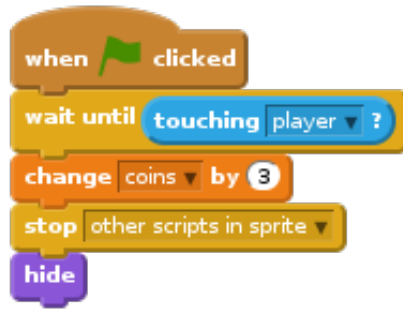 when clicked
wait until touching player ?
change coins by 3
stop other scripts in sprite
hide